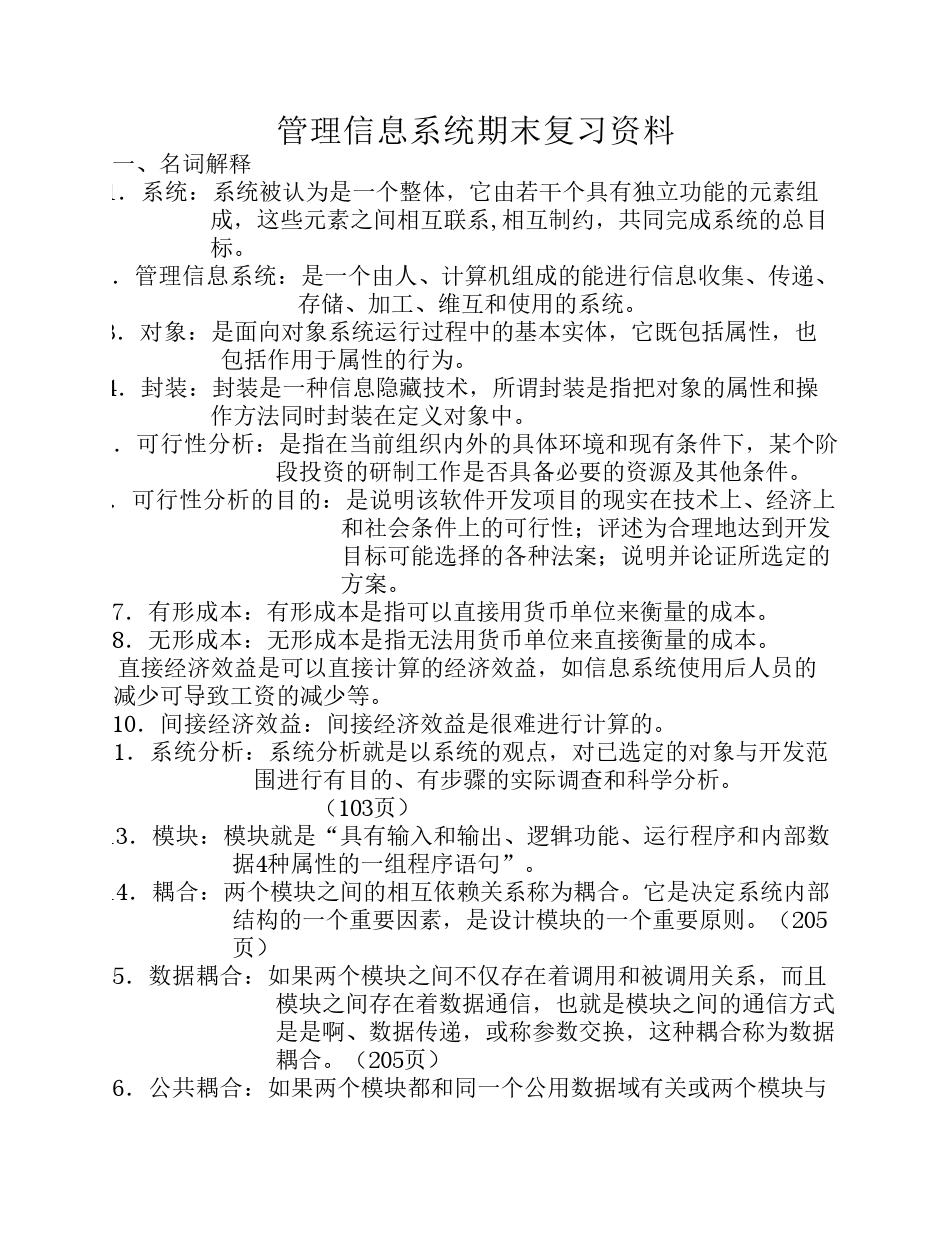 管理信息系统期末复习资料
一、名词解释
1．系统：系统被认为是一个整体，它由若干个具有独立功能的元素组
成，这些元素之间相互联系,相互制约，共同完成系统的总目
标。
．管理信息系统：是一个由人、计算机组成的能进行信息收集、传递、
存储、加工、维互和使用的系统。
3．对象：是面向对象系统运行过程中的基本实体，它既包括属性，也
包括作用于属性的行为。
4．封装：封装是一种信息隐藏技术，所谓封装是指把对象的属性和操
作方法同时封装在定义对象中。
．可行性分析：是指在当前组织内外的具体环境和现有条件下，某个阶
段投资的研制工作是否具备必要的资源及其他条件。
．可行性分析的目的：是说明该软件开发项目的现实在技术上、经济上
和社会条件上的可行性；评述为合理地达到开发
目标可能选择的各种法案；说明并论证所选定的
方案。
7．有形成本：有形成本是指可以直接用货币单位来衡量的成本。
8．无形成本：无形成本是指无法用货币单位来直接衡量的成本。
直接经济效益是可以直接计算的经济效益，如信息系统使用后人员的
减少可导致工资的减少等。
10．间接经济效益：间接经济效益是很难进行计算的。
1．系统分析：系统分析就是以系统的观点，对已选定的对象与开发范
围进行有目的、有步骤的实际调查和科学分析。
（103页）
3．模块：模块就是“具有输入和输出、逻辑功能、运行程序和内部数
据4种属性的一组程序语句”。
4．耦合：两个模块之间的相互依赖关系称为耦合。它是决定系统内部
结构的一个重要因素，是设计模块的一个重要原则。（205
页）
5．数据耦合：如果两个模块之间不仅存在着调用和被调用关系，而且
模块之间存在着数据通信，也就是模块之间的通信方式
是是啊、数据传递，或称参数交换，这种耦合称为数据
耦合。（205页）
6．公共耦合：如果两个模块都和同一个公用数据域有关或两个模块与